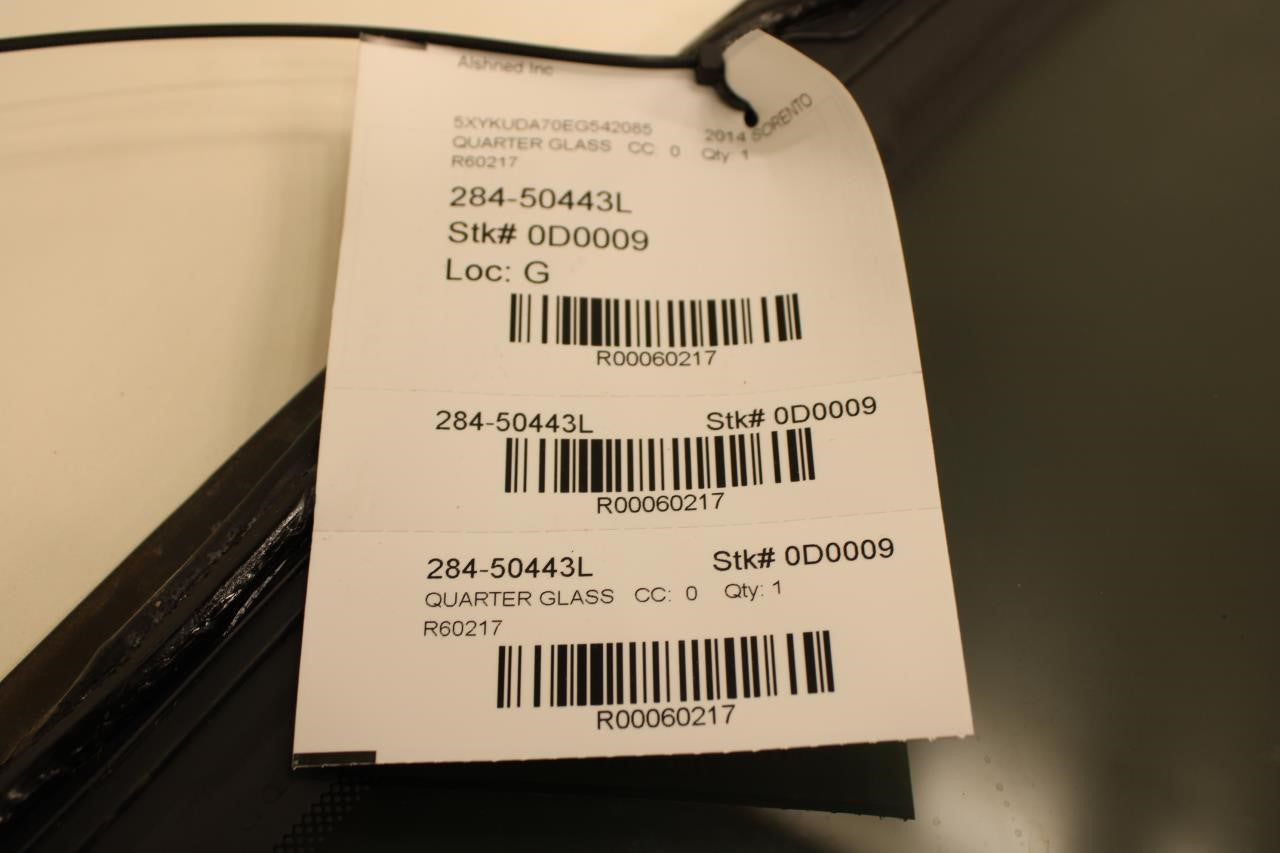 Alshned Inc
5XYKUDA70EG542085 2014 SORENTO
QUARTER GLASS CC: 0 Qty: 1
R60217
284-50443L
Stk# 0D0009
Loc: G
R00060217
284-50443L Stk# 0D0009
R00060217
284-50443L Stk# 0D0009
QUARTER GLASS CC: 0 Qty: 1
R60217
R00060217